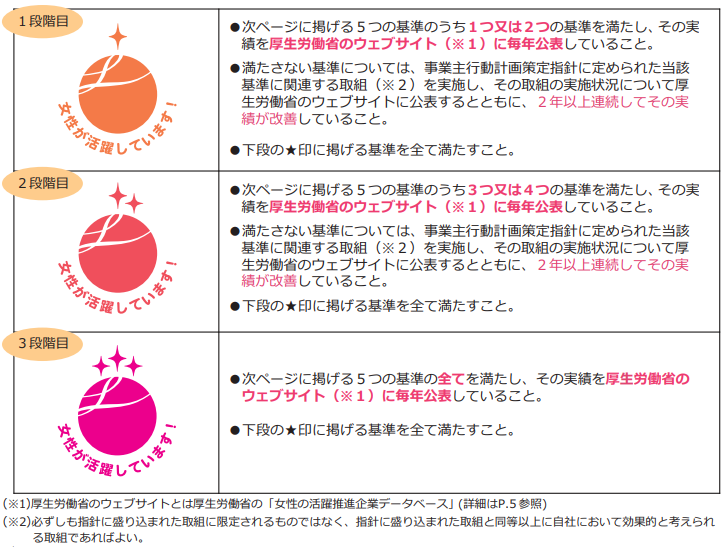 1段階目
女性が活躍しています!
●次ページに掲げる5つの基準のうち1つ又は2つの基準を満たし、その実
績を厚生労働省のウェブサイト(※1)に毎年公表していること。
●満たさない基準については、事業主行動計画策定指針に定められた当該
基準に関連する取組(※2)を実施し、その取組の実施状況について厚
生労働省のウェブサイトに公表するとともに、2年以上連続してその実
績が改善していること。
●下段の★印に掲げる基準を全て満たすこと。
2段階目
女性が活躍しています!
●次ページに掲げる5つの基準のうち3つ又は4つの基準を満たし、その実
績を厚生労働省のウェブサイト(※1)に毎年公表していること。
●満たさない基準については、事業主行動計画策定指針に定められた当該
基準に関連する取組(※2)を実施し、その取組の実施状況について厚
生労働省のウェブサイトに公表するとともに、2年以上連続してその実
績が改善していること。
●下段の★印に掲げる基準を全て満たすこと。
3段階目
女性が活躍しています!
●次ページに掲げる5つの基準の全てを満たし、その実績を厚生労働省の
ウェブサイト(※1)に毎年公表していること。
●下段の★印に掲げる基準を全て満たすこと。
(※1)厚生労働省のウェブサイトとは厚生労働省の「女性の活躍推進企業データベース」(詳細はP.5参照)
(※2)必ずしも指針に盛り込まれた取組に限定されるものではなく、指針に盛り込まれた取組と同等以上に自社において効果的と考えられ
る取組であればよい。